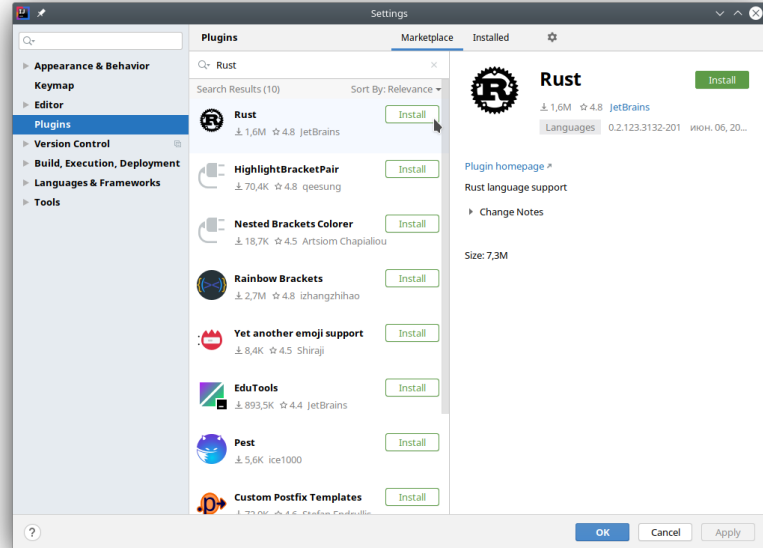 Settings
Appearance & Behavior
Keymap
Editor
Plugins
Version Control
Build, Execution, Deployment
Languages & Frameworks
Tools
Plugins
Marketplace
Installed
Rust
Search Results (10)
Sort By: Relevance
Rust
Install
1,6M 4.8 JetBrains
HighlightBracketPair
Install
70,4K 4.8 qeesung
Nested Brackets Colorer
Install
18,7K 4.5 Artsiom Chapialiou
Rainbow Brackets
Install
2,7M 4.8 izhangzhihao
Yet another emoji support
Install
8,4K 4.5 Shiraji
EduTools
Install
893,5K 4.4 JetBrains
Pest
Install
5,6K ice1000
Custom Postfix Templates
Install
Rust
Install
1,6M 4.8 JetBrains
Languages 0.2.123.3132-201 июн. 06, 20...
Plugin homepage
Rust language support
Change Notes
Size: 7,3M
?
OK
Cancel
Apply